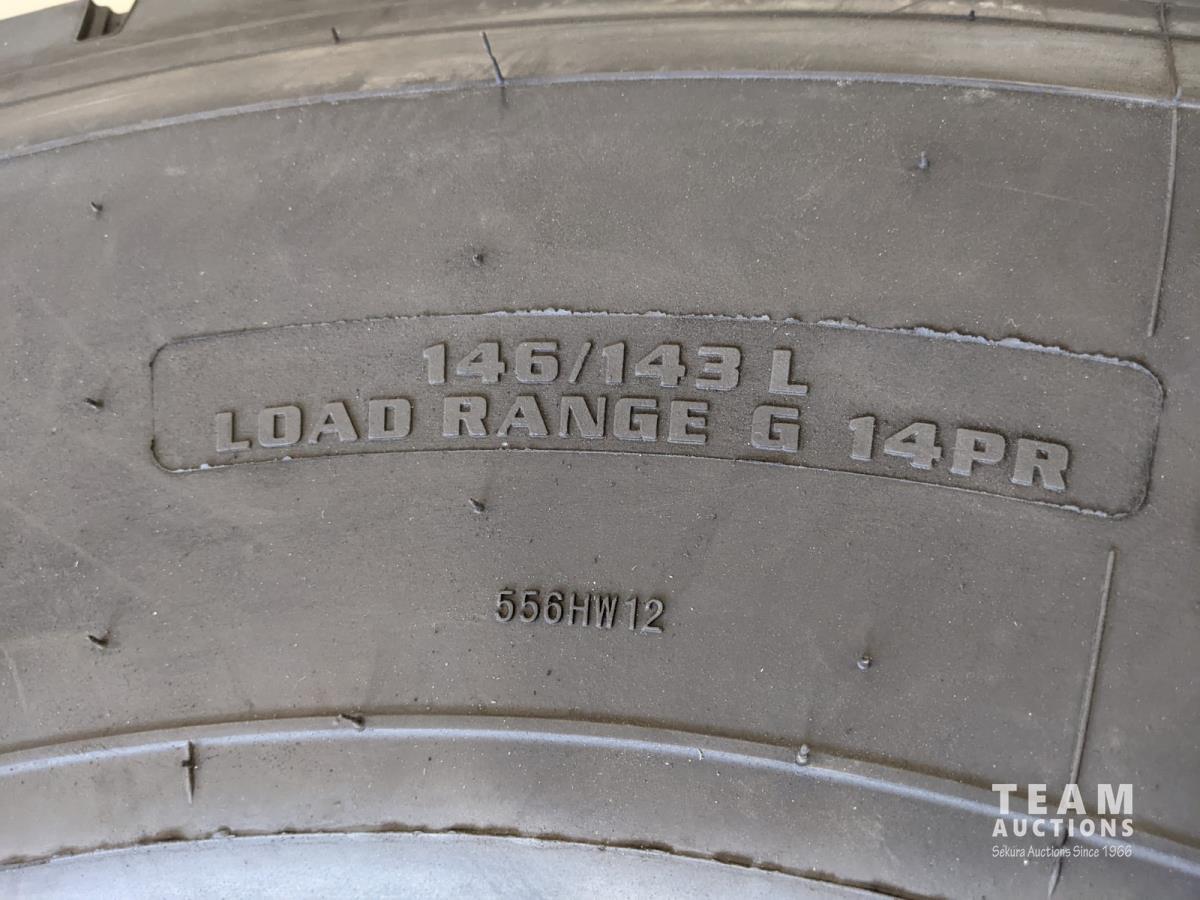 146/143 L
LOAD RANGE G 14PR
556HW12
TEAM
AUCTIONS
Sekura Auctions Since 1966